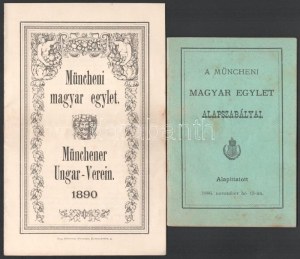 Müncheni
magyar egylet.
Münchener
Ungar-Verein.
1890
A MÜNCHENI
MAGYAR EGYLET
ALAPSZABÁLYAI.
Alapíttatott